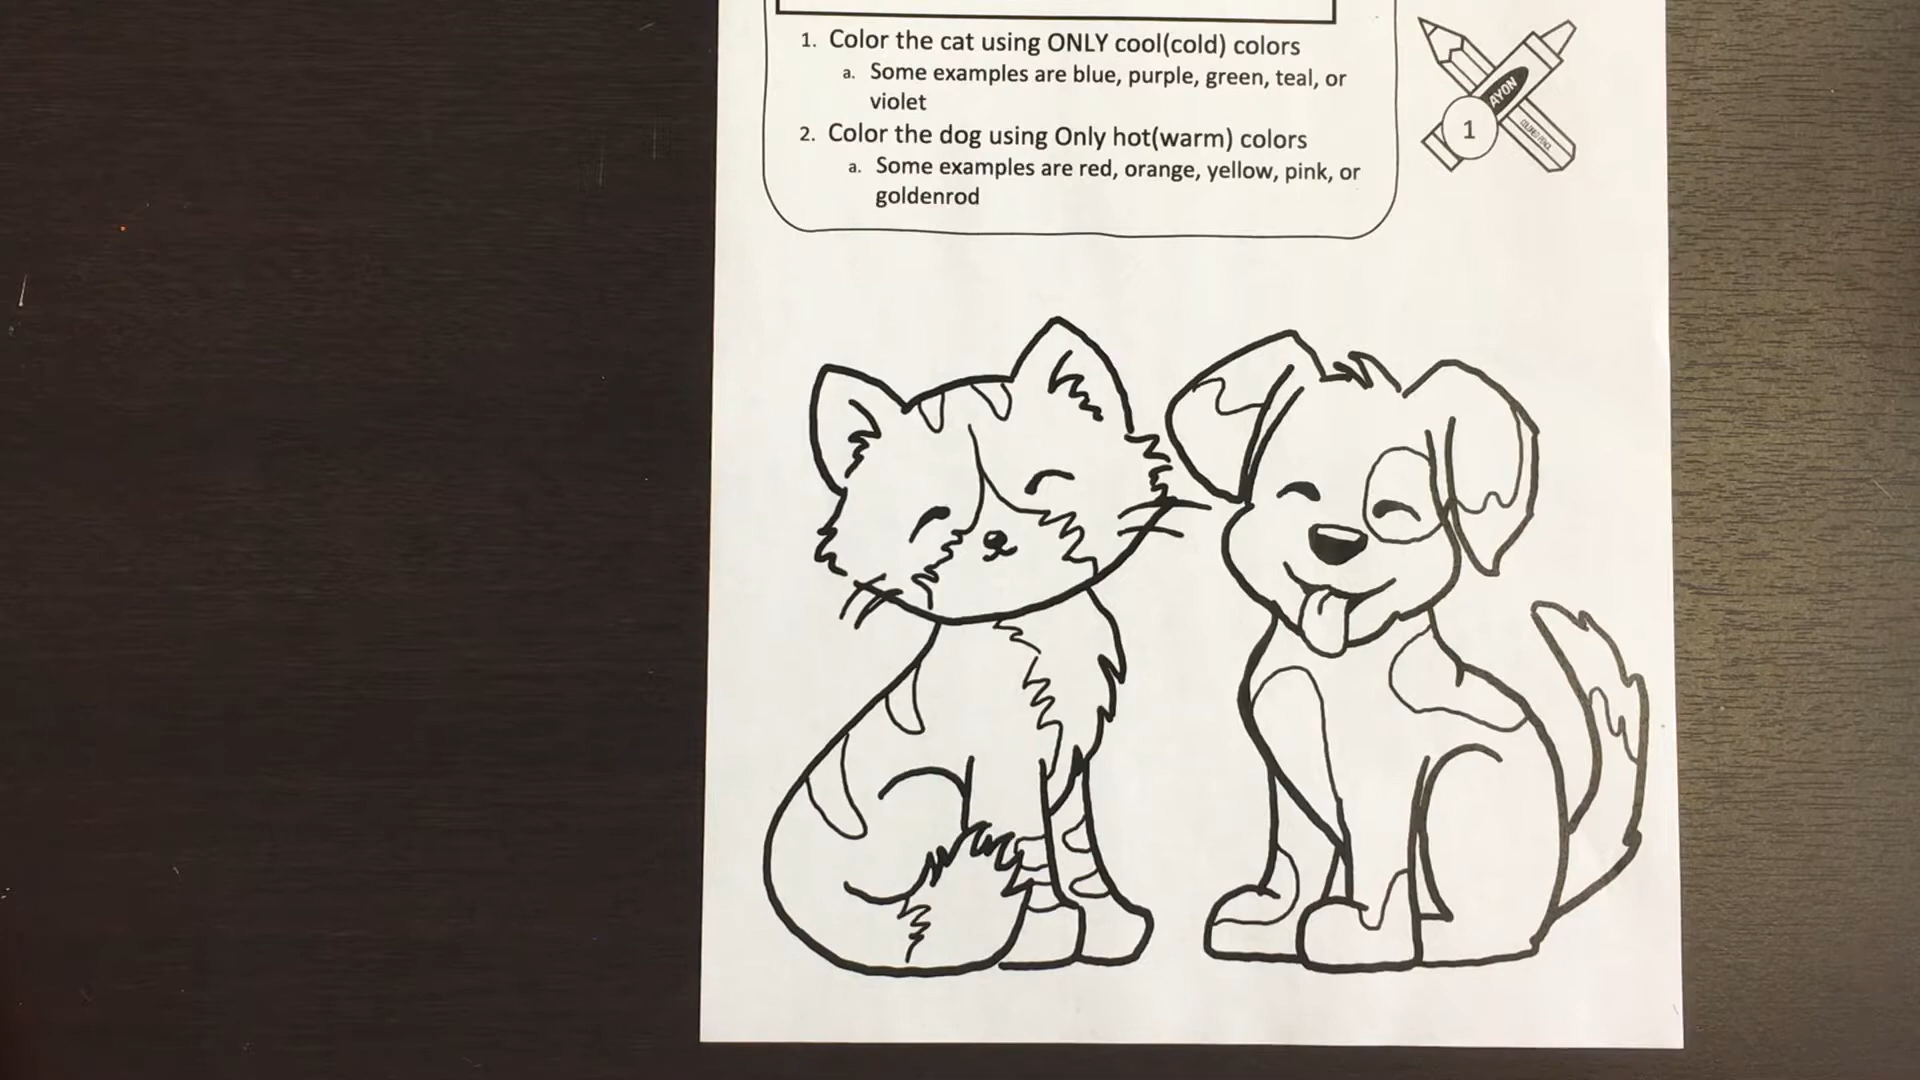 1. Color the cat using ONLY cool(cold) colors
a. Some examples are blue, purple, green, teal, or
violet
2. Color the dog using Only hot(warm) colors
a. Some examples are red, orange, yellow, pink, or
goldenrod
AYON
1
COLORED PENCIL